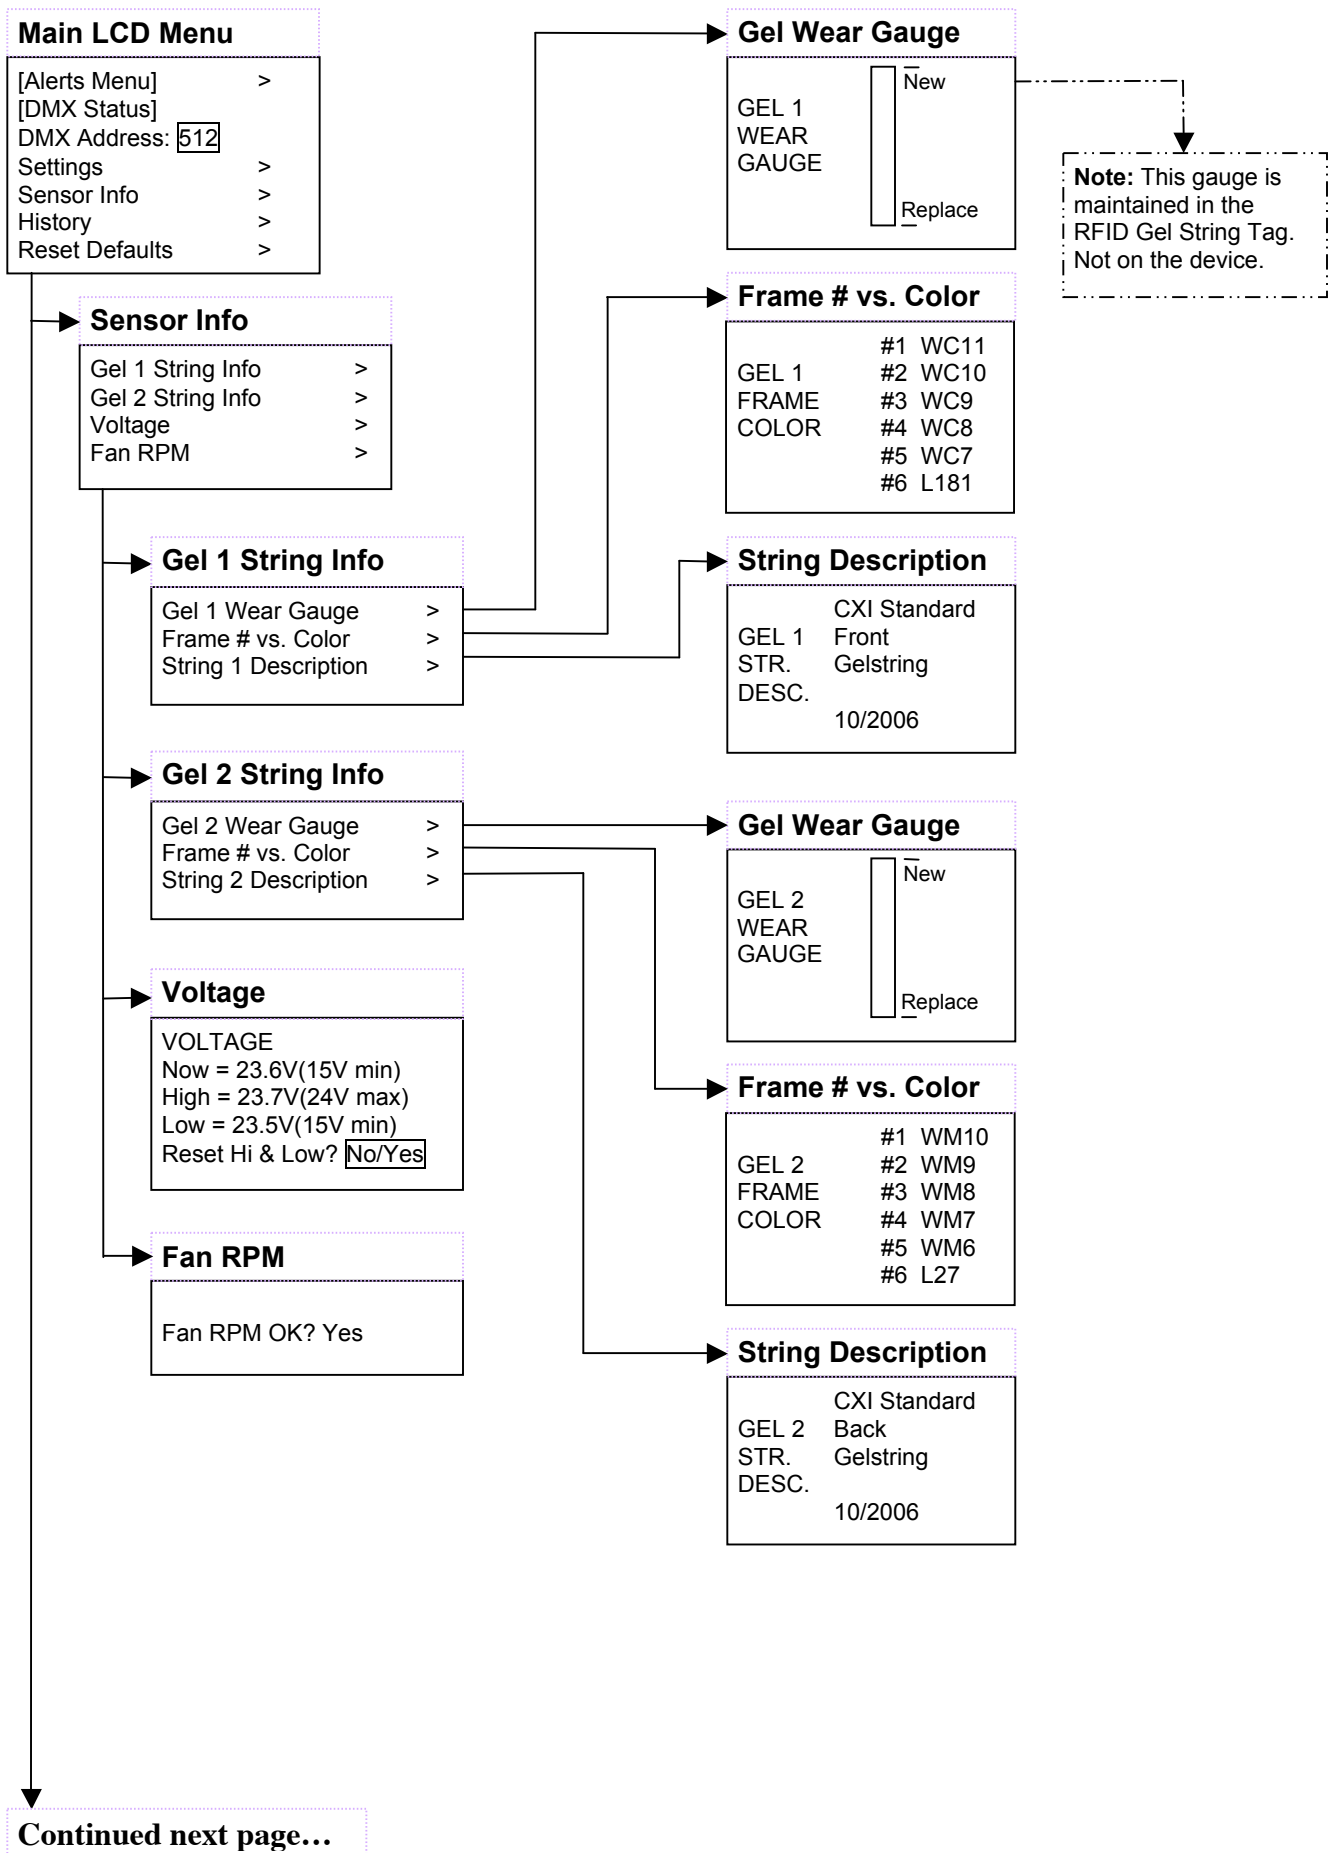 Main LCD Menu
[Alerts Menu] >
[DMX Status]
DMX Address: 512
Settings >
Sensor Info >
History >
Reset Defaults >
Sensor Info
Gel 1 String Info >
Gel 2 String Info >
Voltage >
Fan RPM >
Gel 1 String Info
Gel 1 Wear Gauge >
Frame # vs. Color >
String 1 Description >
Gel 2 String Info
Gel 2 Wear Gauge >
Frame # vs. Color >
String 2 Description >
Voltage
VOLTAGE
Now = 23.6V(15V min)
High = 23.7V(24V max)
Low = 23.5V(15V min)
Reset Hi & Low? No/Yes
Fan RPM
Fan RPM OK? Yes
Gel Wear Gauge
New
GEL 1
WEAR
GAUGE
Replace
Note: This gauge is
maintained in the
RFID Gel String Tag.
Not on the device.
Frame # vs. Color
#1 WC11
GEL 1 #2 WC10
FRAME #3 WC9
COLOR #4 WC8
#5 WC7
#6 L181
String Description
CXI Standard
GEL 1 Front
STR. Gelstring
DESC.
10/2006
Gel Wear Gauge
New
GEL 2
WEAR
GAUGE
Replace
Frame # vs. Color
#1 WM10
GEL 2 #2 WM9
FRAME #3 WM8
COLOR #4 WM7
#5 WM6
#6 L27
String Description
CXI Standard
GEL 2 Back
STR. Gelstring
DESC.
10/2006
Continued next page…